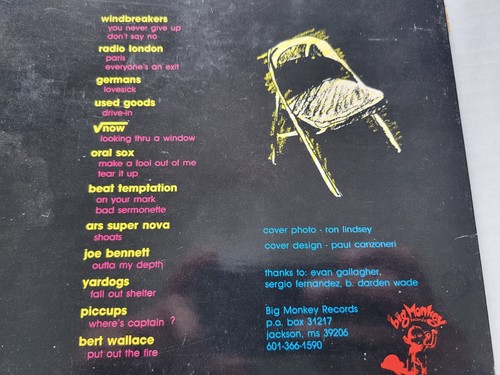 windbreakers
you never give up
don't say no
radio london
paris
everyone's an exit
germans
lovesick
used goods
drive-in
√now
looking thru a window
oral sox
make a fool out of me
tear it up
beat temptation
on your mark
bad sermonette
ars super nova
shoats
joe bennett
outta my depth
yardogs
fall out shelter
piccups
where's captain ?
bert wallace
put out the fire
cover photo - ron lindsey
cover design - paul canzoneri
thanks to: evan gallagher,
sergio fernandez, b. darden wade
Big Monkey Records
p.o. box 31217
jackson, ms 39206
601-366-1590
big Monkey